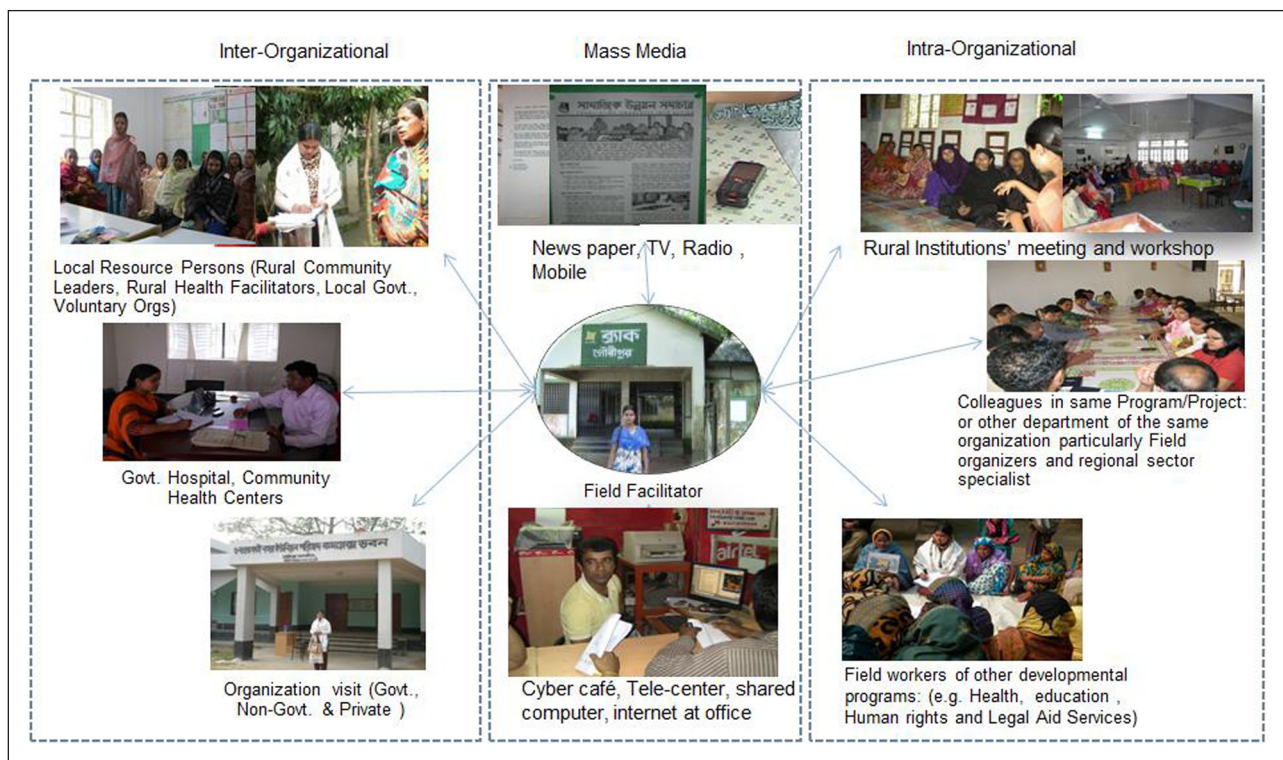 Inter-Organizational
Mass Media
Intra-Organizational
Local Resource Persons (Rural Community
Leaders, Rural Health Facilitators, Local Govt.,
Voluntary Orgs)
Govt. Hospital, Community
Health Centers
Organization visit (Govt.,
Non-Govt. & Private )
সামাজিক উন্নয়ন সমাচার
News paper, TV, Radio ,
Mobile
ব্র্যাক
গৌরীপুর
Field Facilitator
airtel
Cyber café, Tele-center, shared
computer, internet at office
Rural Institutions’ meeting and workshop
Colleagues in same Program/Project:
or other department of the same
organization particularly Field
organizers and regional sector
specialist
Field workers of other developmental
programs: (e.g. Health, education ,
Human rights and Legal Aid Services)